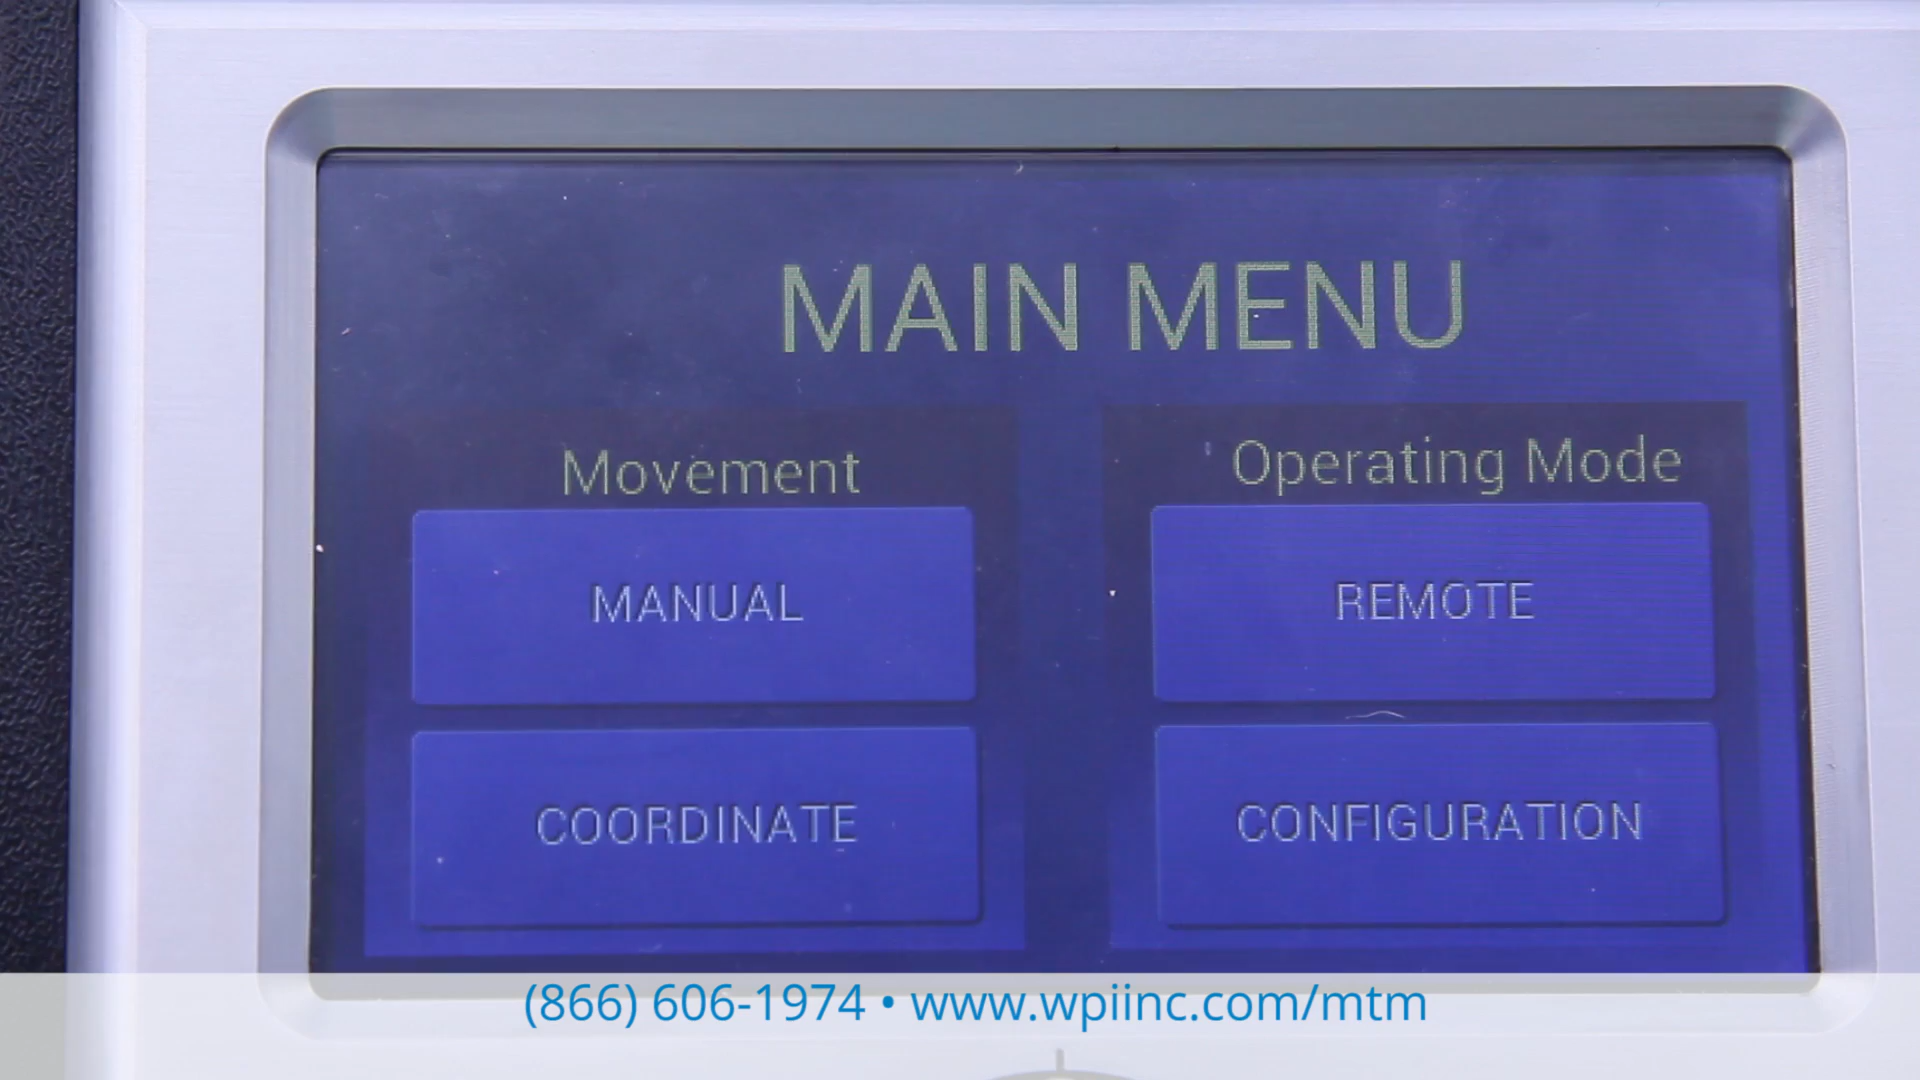 MAIN MENU
Movement
Operating Mode
MANUAL
REMOTE
COORDINATE
CONFIGURATION
(866) 606-1974 • www.wpiinc.com/mtm